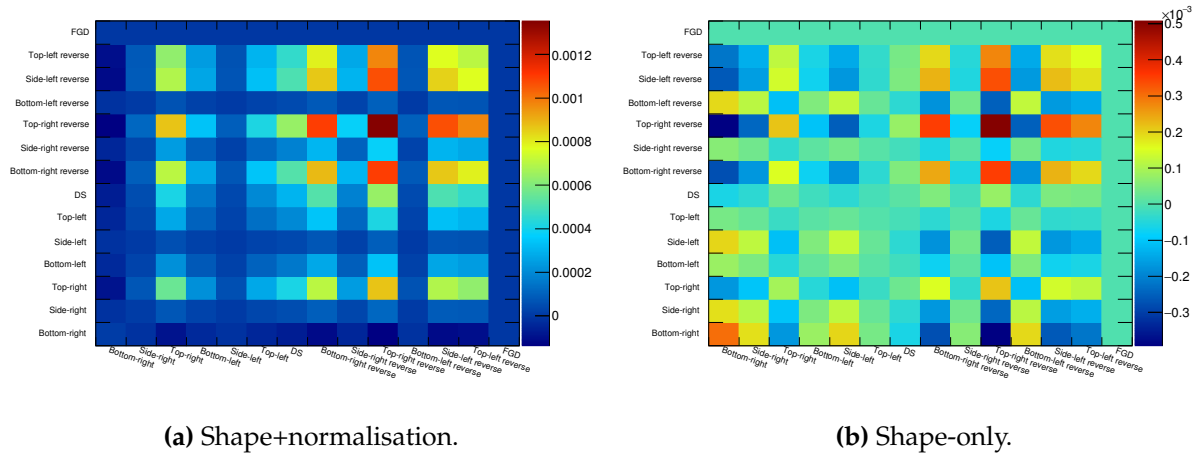 ×10⁻³
FGD
Top-left reverse
Side-left reverse
Bottom-left reverse
Top-right reverse
Side-right reverse
Bottom-right reverse
DS
Top-left
Side-left
Bottom-left
Top-right
Side-right
Bottom-right
Bottom-right
Side-right
Top-right
Bottom-left
Side-left
Top-left
DS
Bottom-right reverse
Side-right reverse
Top-right reverse
Bottom-left reverse
Side-left reverse
Top-left reverse
FGD
0.0012
0.001
0.0008
0.0006
0.0004
0.0002
0
FGD
Top-left reverse
Side-left reverse
Bottom-left reverse
Top-right reverse
Side-right reverse
Bottom-right reverse
DS
Top-left
Side-left
Bottom-left
Top-right
Side-right
Bottom-right
Bottom-right
Side-right
Top-right
Bottom-left
Side-left
Top-left
DS
Bottom-right reverse
Side-right reverse
Top-right reverse
Bottom-left reverse
Side-left reverse
Top-left reverse
FGD
0.5
0.4
0.3
0.2
0.1
0
−0.1
−0.2
−0.3
(a) Shape+normalisation.
(b) Shape-only.